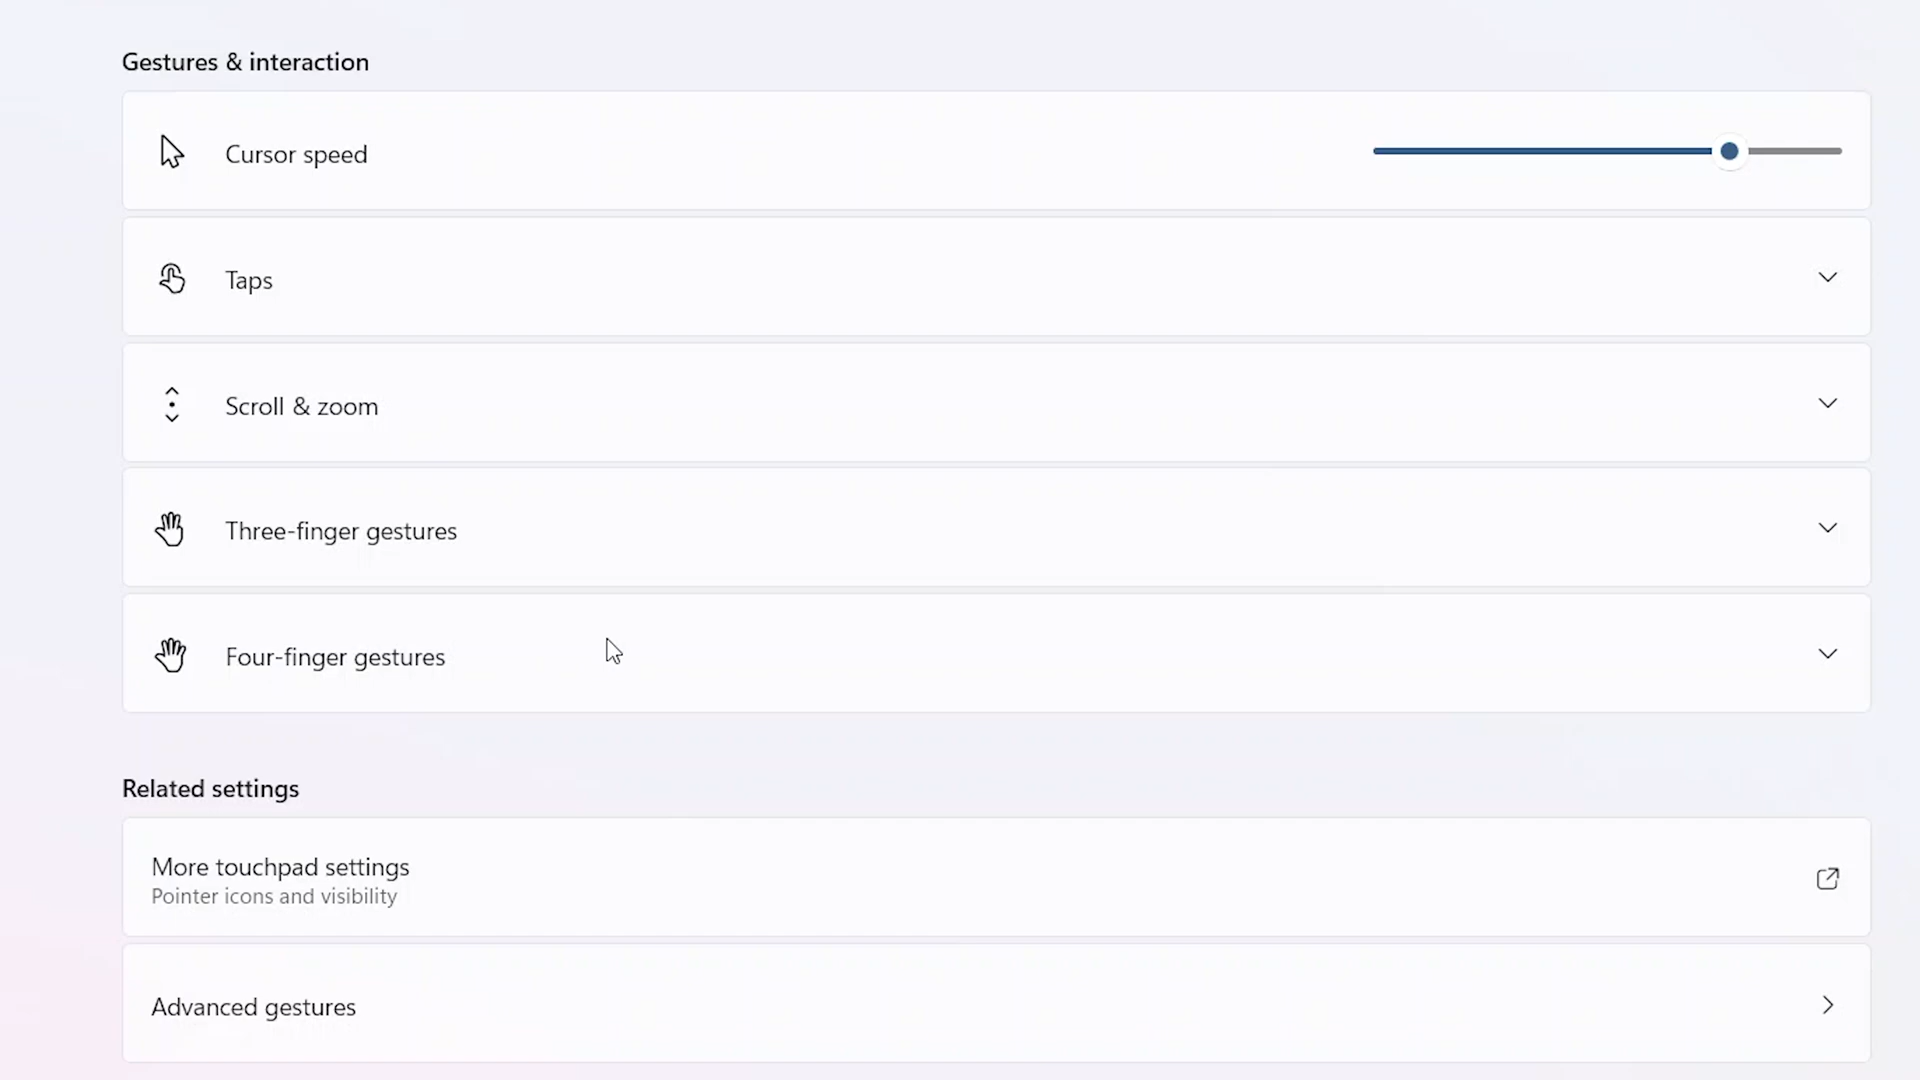 Gestures & interaction
Cursor speed
Taps
Scroll & zoom
Three-finger gestures
Four-finger gestures
Related settings
More touchpad settings
Pointer icons and visibility
Advanced gestures